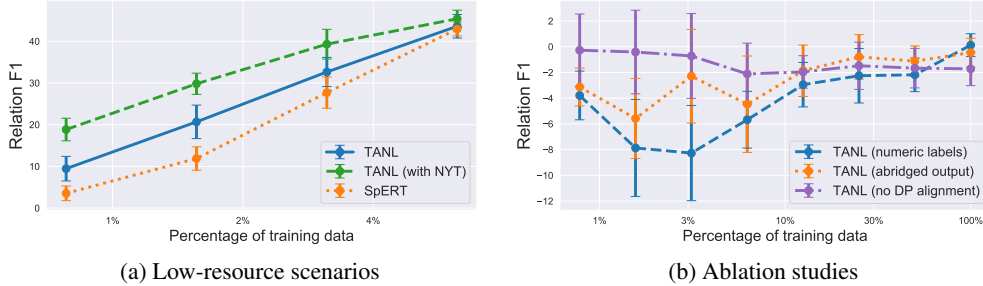 40
30
20
10
0
Relation F1
TANL
TANL (with NYT)
SpERT
1%
2%
4%
Percentage of training data
(a) Low-resource scenarios
2
0
−2
−4
−6
−8
−10
−12
Relation F1
TANL (numeric labels)
TANL (abridged output)
TANL (no DP alignment)
1%
3%
10%
30%
100%
Percentage of training data
(b) Ablation studies